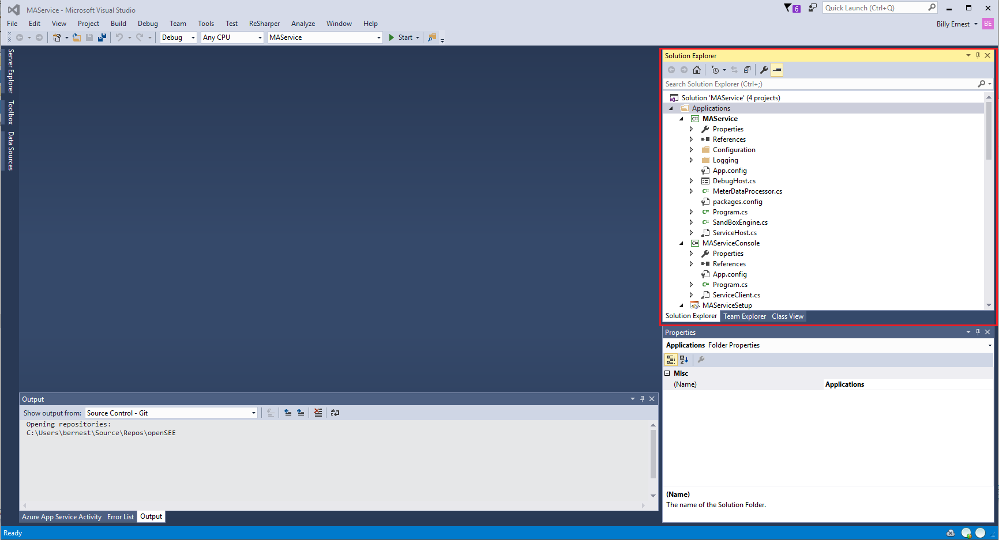 MAService - Microsoft Visual Studio
6
Quick Launch (Ctrl+Q)
File Edit View Project Build Debug Team Tools Test ReSharper Analyze Window Help
Billy Ernest BE
Debug Any CPU MAService Start
Server Explorer
Toolbox
Data Sources
Solution Explorer
Search Solution Explorer (Ctrl+;)
Solution 'MAService' (4 projects)
Applications
C# MAService
Properties
References
Configuration
Logging
App.config
DebugHost.cs
C# MeterDataProcessor.cs
packages.config
C# Program.cs
C# SandBoxEngine.cs
ServiceHost.cs
C# MAServiceConsole
Properties
References
App.config
C# Program.cs
ServiceClient.cs
MAServiceSetup
Solution Explorer Team Explorer Class View
Properties
Applications Folder Properties
Misc
(Name) Applications
(Name)
The name of the Solution Folder.
Output
Show output from: Source Control - Git
Opening repositories:
C:\Users\bernest\Source\Repos\openSEE
Azure App Service Activity Error List Output
Ready